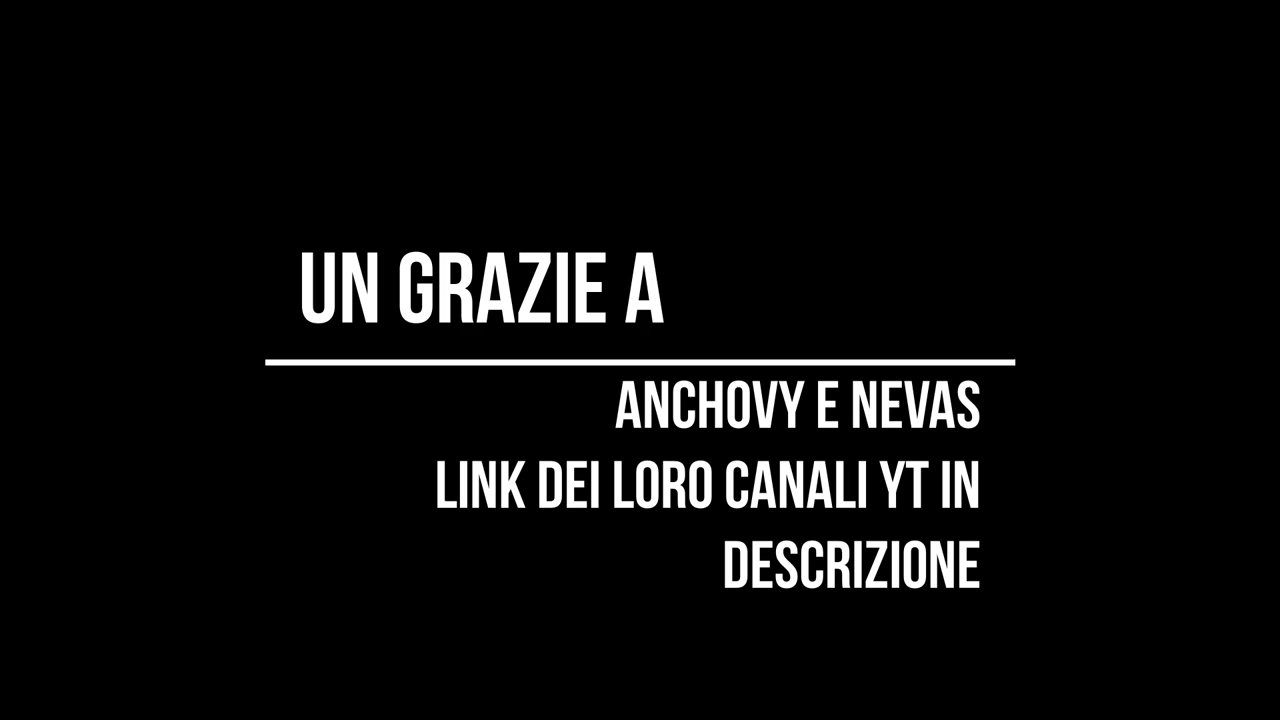 UN GRAZIE A
ANCHOVY E NEVAS
LINK DEI LORO CANALI YT IN
DESCRIZIONE